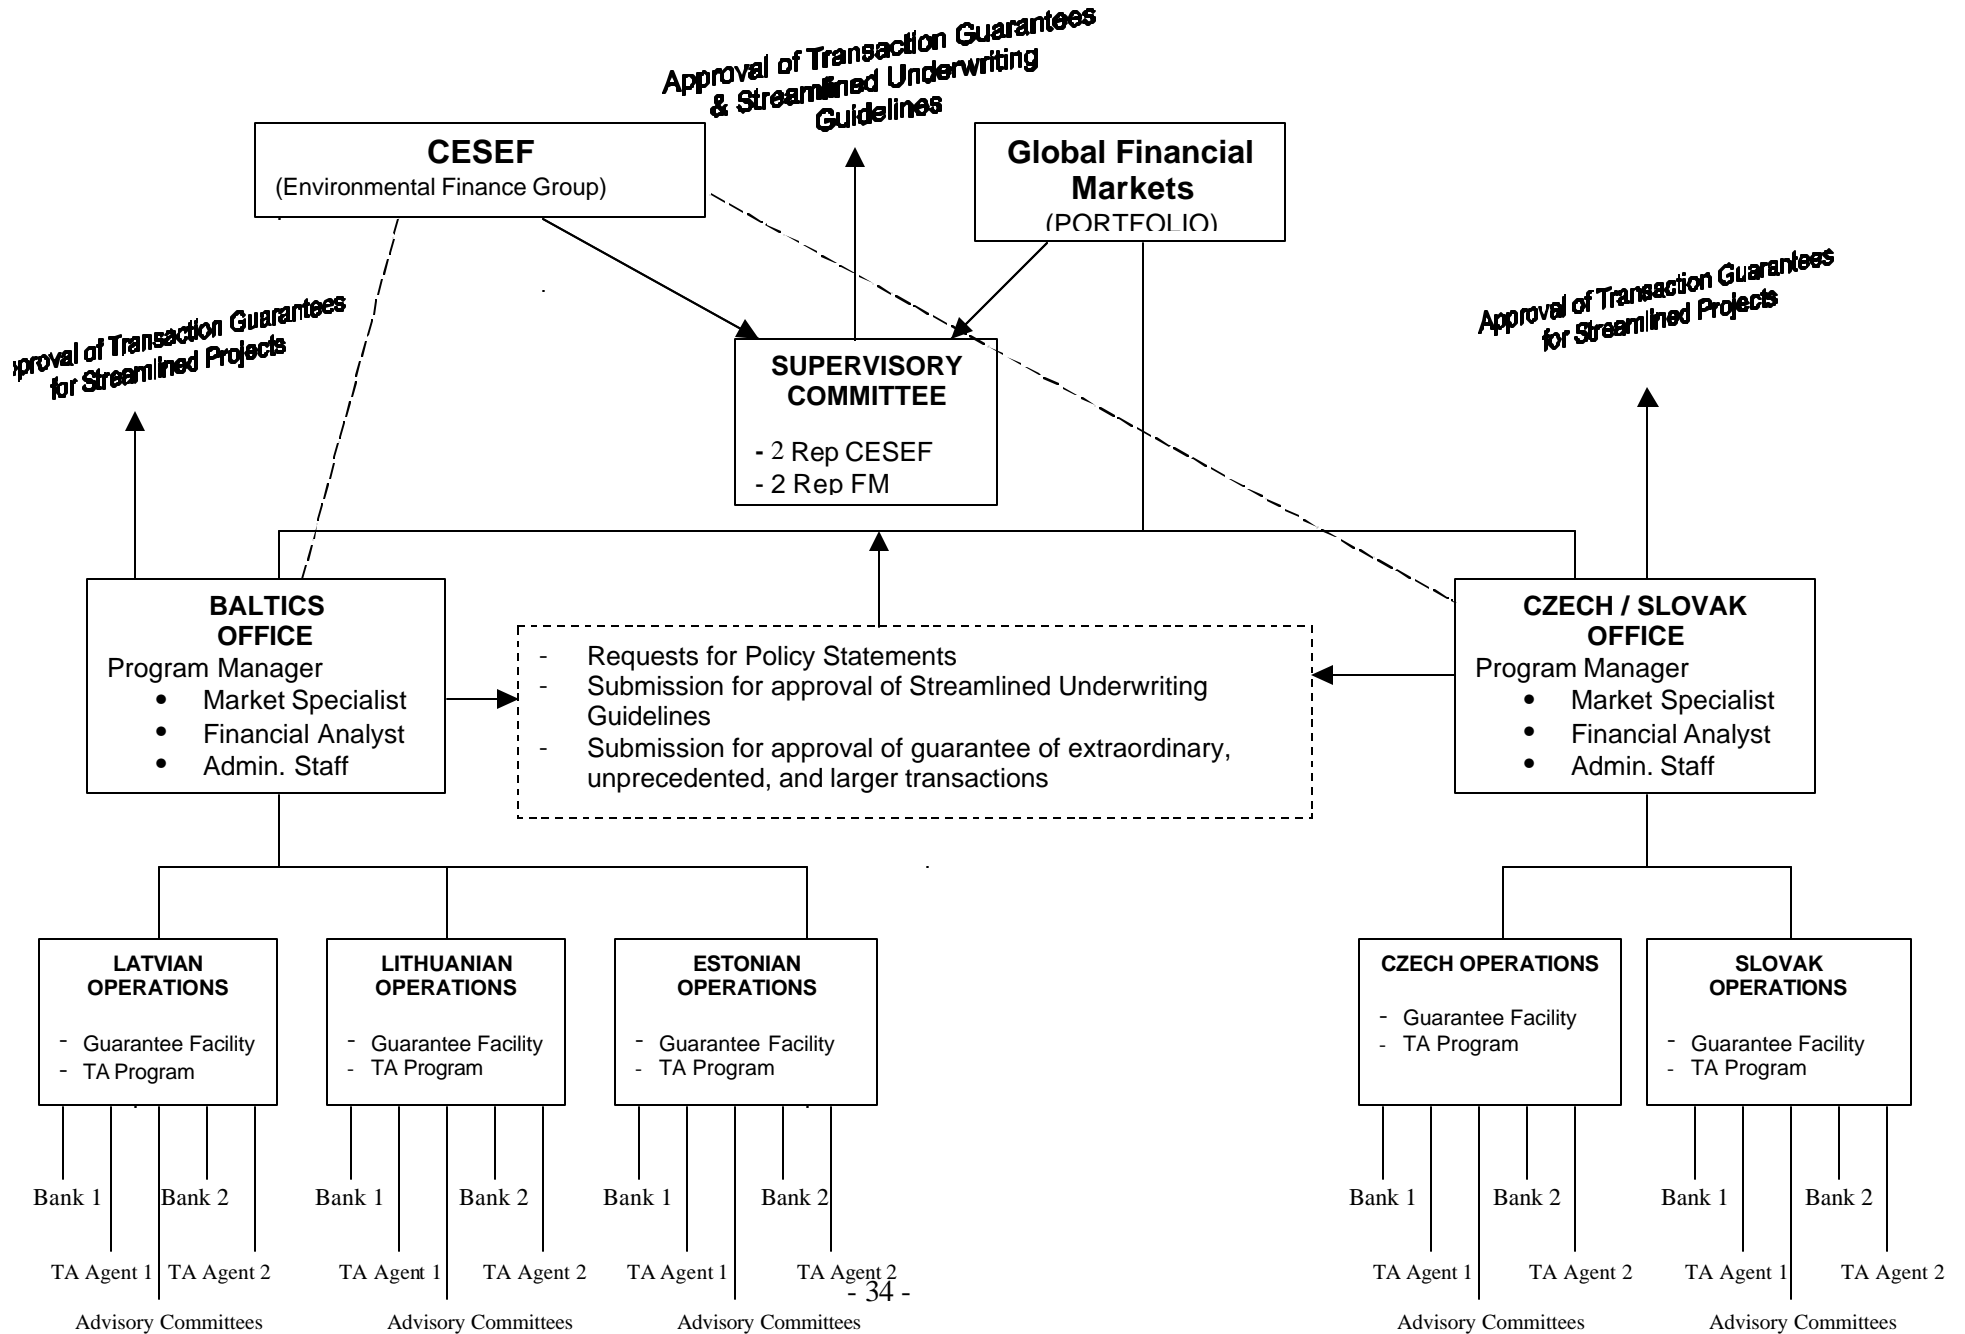 Approval of Transaction Guarantees
& Streamlined Underwriting
Guidelines
CESEF
(Environmental Finance Group)
Global Financial
Markets
(PORTFOLIO)
proval of Transaction Guarantees
for Streamlined Projects
Approval of Transaction Guarantees
for Streamlined Projects
SUPERVISORY
COMMITTEE
- 2 Rep CESEF
- 2 Rep FM
BALTICS
OFFICE
Program Manager
• Market Specialist
• Financial Analyst
• Admin. Staff
- Requests for Policy Statements
- Submission for approval of Streamlined Underwriting
Guidelines
- Submission for approval of guarantee of extraordinary,
unprecedented, and larger transactions
CZECH / SLOVAK
OFFICE
Program Manager
• Market Specialist
• Financial Analyst
• Admin. Staff
LATVIAN
OPERATIONS
- Guarantee Facility
- TA Program
LITHUANIAN
OPERATIONS
- Guarantee Facility
- TA Program
ESTONIAN
OPERATIONS
- Guarantee Facility
- TA Program
CZECH OPERATIONS
- Guarantee Facility
- TA Program
SLOVAK
OPERATIONS
- Guarantee Facility
- TA Program
Bank 1 Bank 2
TA Agent 1 TA Agent 2
Advisory Committees
Bank 1 Bank 2
TA Agent 1 TA Agent 2
Advisory Committees
Bank 1 Bank 2
TA Agent 1 TA Agent 2
Advisory Committees
Bank 1 Bank 2
TA Agent 1 TA Agent 2
Advisory Committees
Bank 1 Bank 2
TA Agent 1 TA Agent 2
Advisory Committees
- 34 -